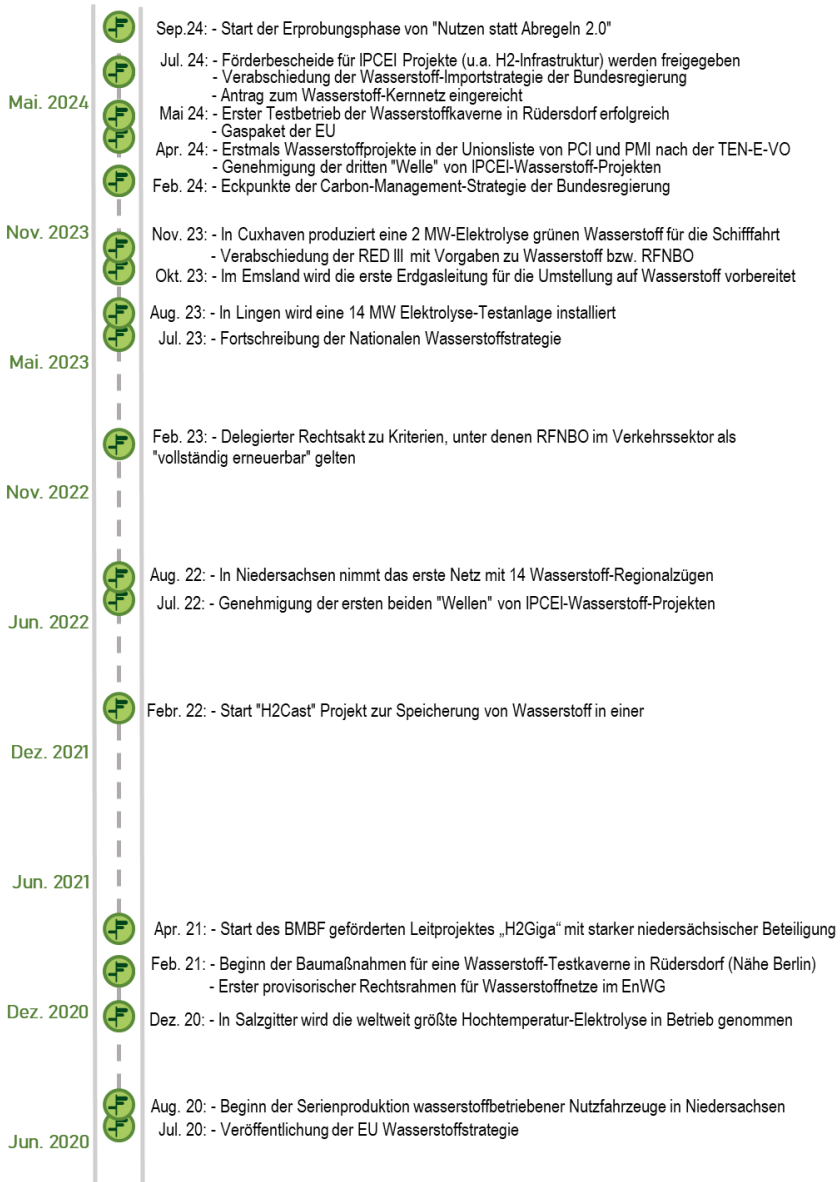 Sep.24: - Start der Erprobungsphase von "Nutzen statt Abregeln 2.0"
Jul. 24: - Förderbescheide für IPCEI Projekte (u.a. H2-Infrastruktur) werden freigegeben
- Verabschiedung der Wasserstoff-Importstrategie der Bundesregierung
- Antrag zum Wasserstoff-Kernnetz eingereicht
Mai. 2024
Mai 24: - Erster Testbetrieb der Wasserstoffkaverne in Rüdersdorf erfolgreich
- Gaspaket der EU
Apr. 24: - Erstmals Wasserstoffprojekte in der Unionsliste von PCI und PMI nach der TEN-E-VO
- Genehmigung der dritten "Welle" von IPCEI-Wasserstoff-Projekten
Feb. 24: - Eckpunkte der Carbon-Management-Strategie der Bundesregierung
Nov. 2023
Nov. 23: - In Cuxhaven produziert eine 2 MW-Elektrolyse grünen Wasserstoff für die Schifffahrt
- Verabschiedung der RED III mit Vorgaben zu Wasserstoff bzw. RFNBO
Okt. 23: - Im Emsland wird die erste Erdgasleitung für die Umstellung auf Wasserstoff vorbereitet
Aug. 23: - In Lingen wird eine 14 MW Elektrolyse-Testanlage installiert
Jul. 23: - Fortschreibung der Nationalen Wasserstoffstrategie
Mai. 2023
Feb. 23: - Delegierter Rechtsakt zu Kriterien, unter denen RFNBO im Verkehrssektor als
"vollständig erneuerbar" gelten
Nov. 2022
Aug. 22: - In Niedersachsen nimmt das erste Netz mit 14 Wasserstoff-Regionalzügen
Jul. 22: - Genehmigung der ersten beiden "Wellen" von IPCEI-Wasserstoff-Projekten
Jun. 2022
Febr. 22: - Start "H2Cast" Projekt zur Speicherung von Wasserstoff in einer
Dez. 2021
Jun. 2021
Apr. 21: - Start des BMBF geförderten Leitprojektes „H2Giga“ mit starker niedersächsischer Beteiligung
Feb. 21: - Beginn der Baumaßnahmen für eine Wasserstoff-Testkaverne in Rüdersdorf (Nähe Berlin)
- Erster provisorischer Rechtsrahmen für Wasserstoffnetze im EnWG
Dez. 2020
Dez. 20: - In Salzgitter wird die weltweit größte Hochtemperatur-Elektrolyse in Betrieb genommen
Aug. 20: - Beginn der Serienproduktion wasserstoffbetriebener Nutzfahrzeuge in Niedersachsen
Jul. 20: - Veröffentlichung der EU Wasserstoffstrategie
Jun. 2020